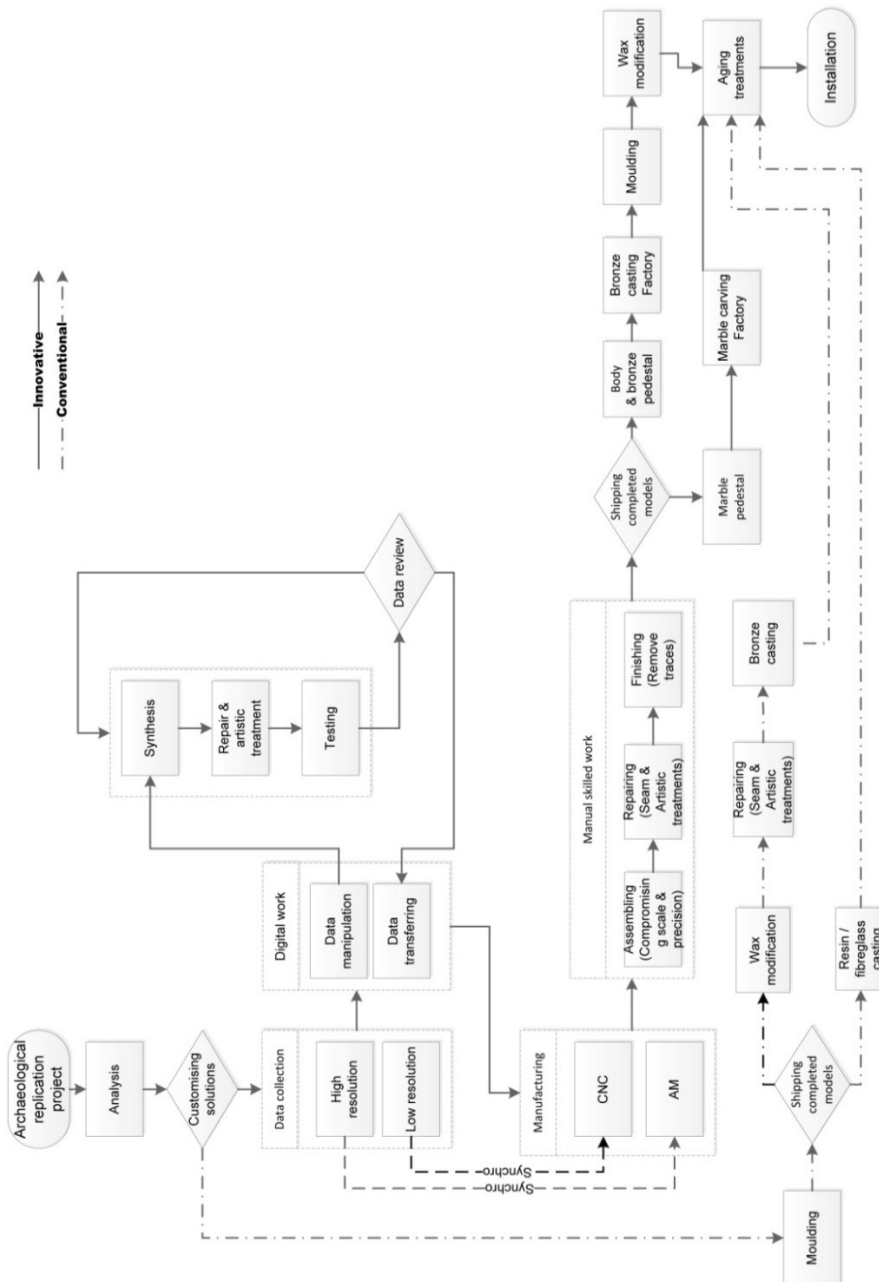 Innovative
Conventional
Archaeological
replication
project
Analysis
Customising
solutions
Data collection
High
resolution
Low resolution
Digital work
Data
manipulation
Data
transferring
Synthesis
Repair &
artistic
treatment
Testing
Data review
Synchro
Synchro
Manufacturing
CNC
AM
Manual skilled work
Assembling
(Compromisin
g scale &
precision)
Repairing
(Seam &
Artistic
treatments)
Finishing
(Remove
traces)
Shipping
completed
models
Body
& bronze
pedestal
Bronze
casting
Factory
Moulding
Wax
modification
Marble
pedestal
Marble carving
Factory
Aging
treatments
Installation
Moulding
Shipping
completed
models
Wax
modification
Repairing
(Seam &
Artistic
treatments)
Bronze
casting
Resin /
fibreglass
casting